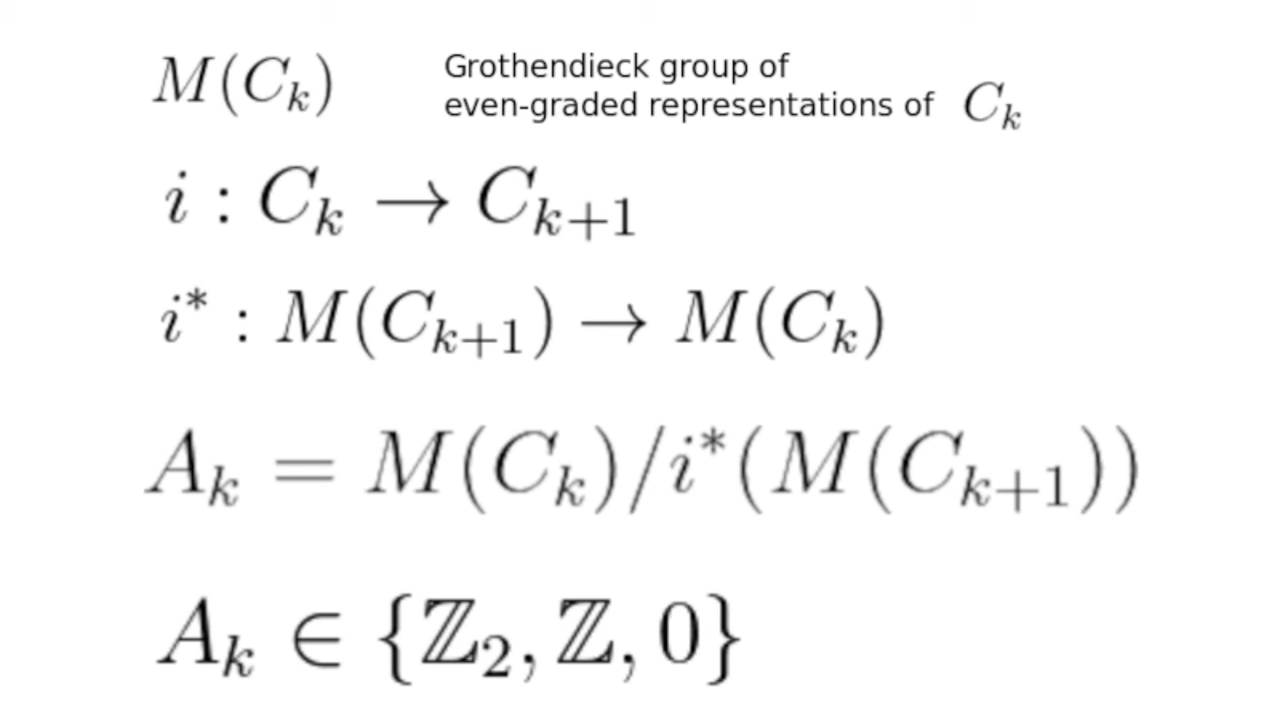 M(C_k) Grothendieck group of
even-graded representations of C_k
i : C_k → C_{k+1}
i^* : M(C_{k+1}) → M(C_k)
A_k = M(C_k)/i^*(M(C_{k+1}))
A_k ∈ {ℤ_2, ℤ, 0}